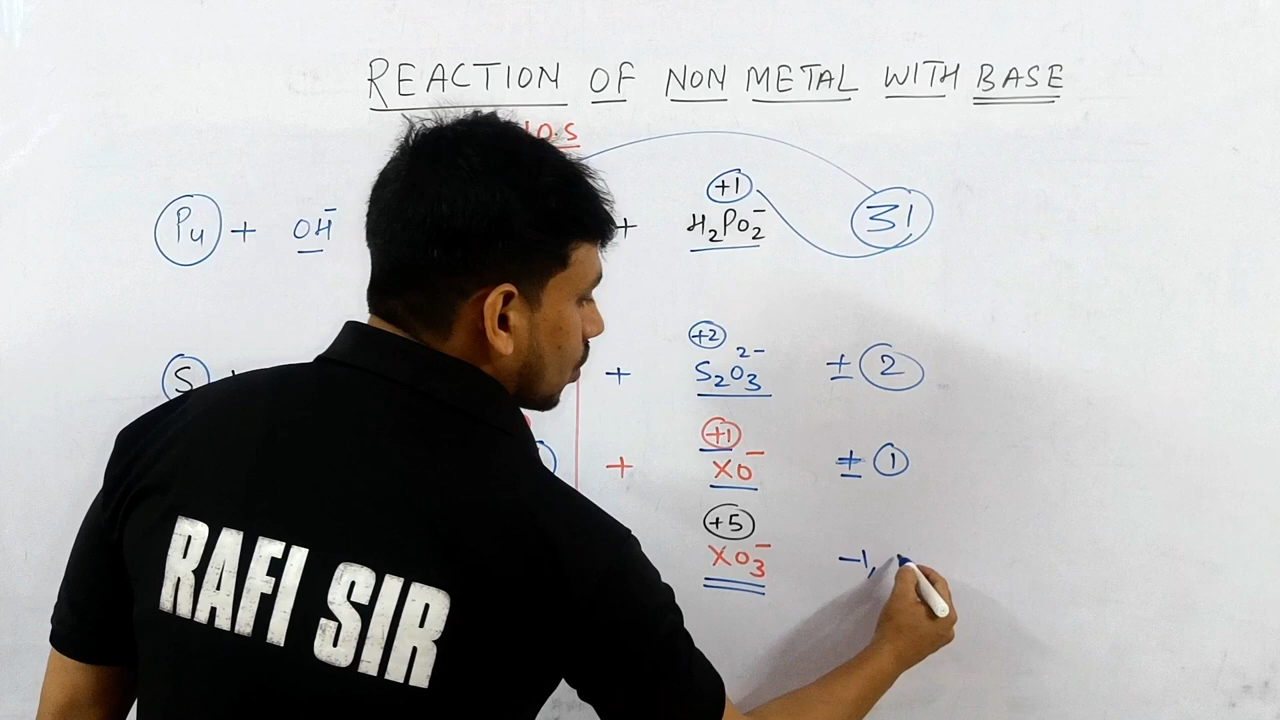 REACTION OF NON METAL WITH BASE
O.S
+1
P4 + OH⁻ + H2PO2⁻ 31
+2
S + S2O3²⁻ ± 2
+1
+ XO⁻ ± 1
+5
XO3⁻ -1,
RAFI SIR